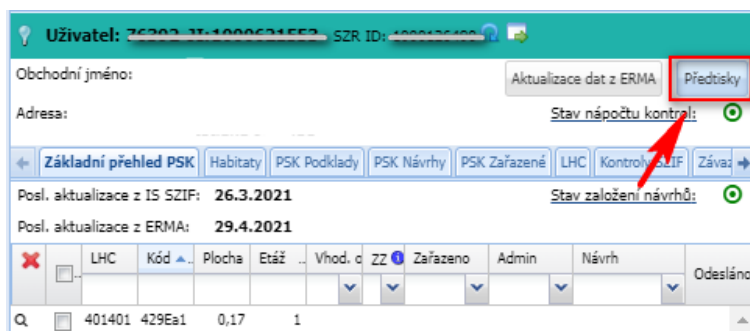 Uživatel: SZR ID:
Obchodní jméno:
Aktualizace dat z ERMA Předtisky
Adresa:
Stav nápočtu kontrol:
Základní přehled PSK Habitaty PSK Podklady PSK Návrhy PSK Zařazené LHC Kontroly SZIF Závaz
Posl. aktualizace z IS SZIF: 26.3.2021 Stav založení návrhů:
Posl. aktualizace z ERMA: 29.4.2021
LHC Kód Plocha Etáž .. Vhod. o ZZ Zařazeno Admin Návrh Odesláno
401401 429Ea1 0,17 1